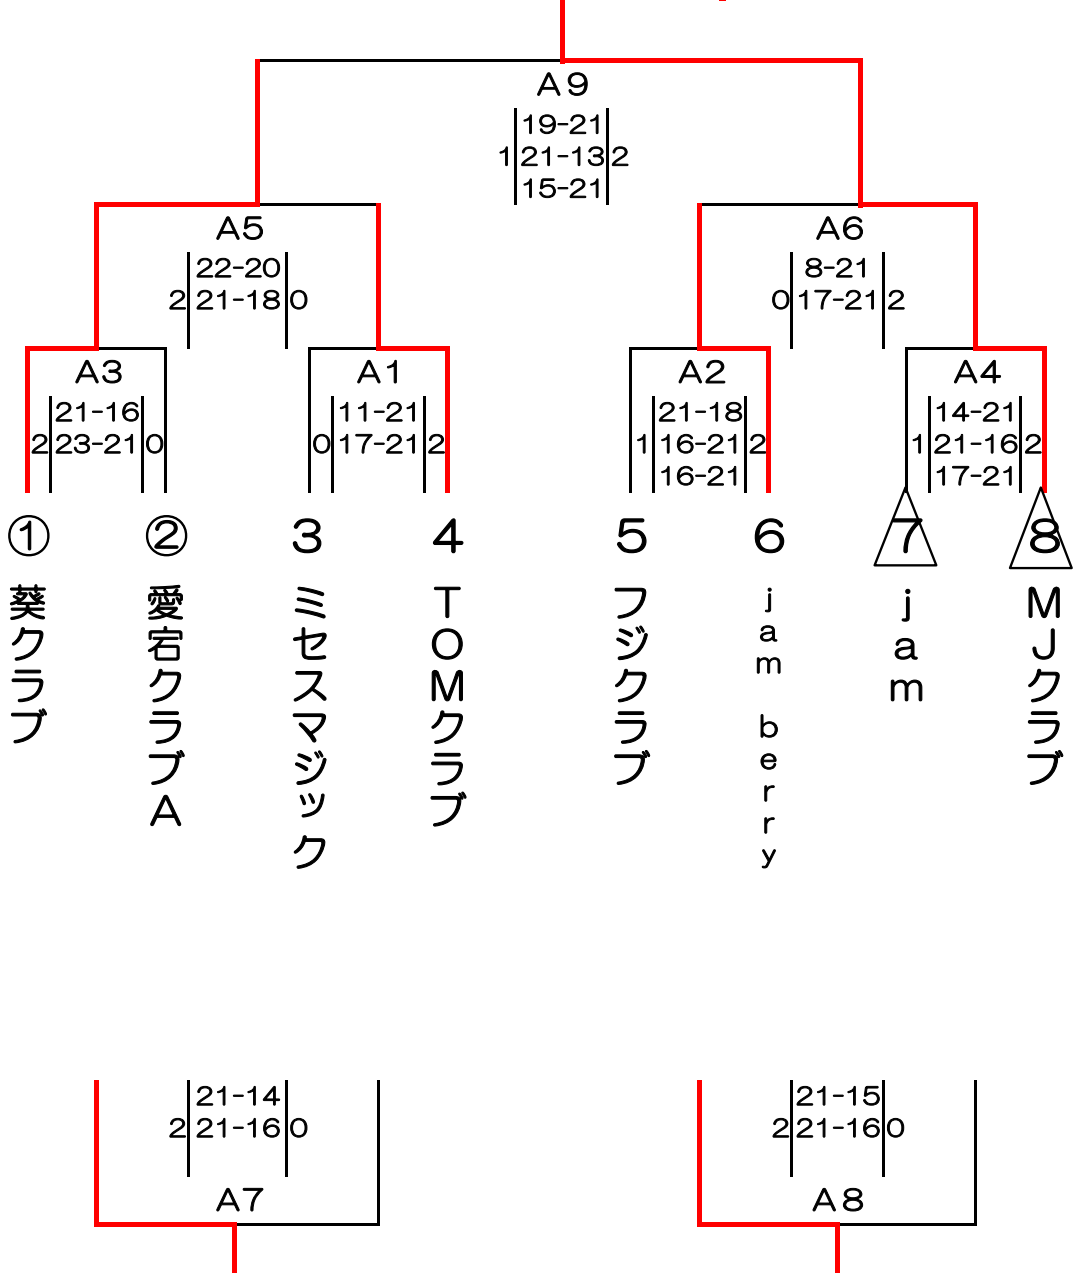 A9
19-21
1 21-13 2
15-21
A5
22-20
2 21-18 0
A6
8-21
0 17-21 2
A3
21-16
2 23-21 0
A1
11-21
0 17-21 2
A2
21-18
1 16-21 2
16-21
A4
14-21
1 21-16 2
17-21
① 葵クラブ
② 愛宕クラブA
3 ミセスマジック
4 TOMクラブ
5 フジクラブ
6 jam berry
7 jam
8 MJクラブ
21-14
2 21-16 0
A7
21-15
2 21-16 0
A8